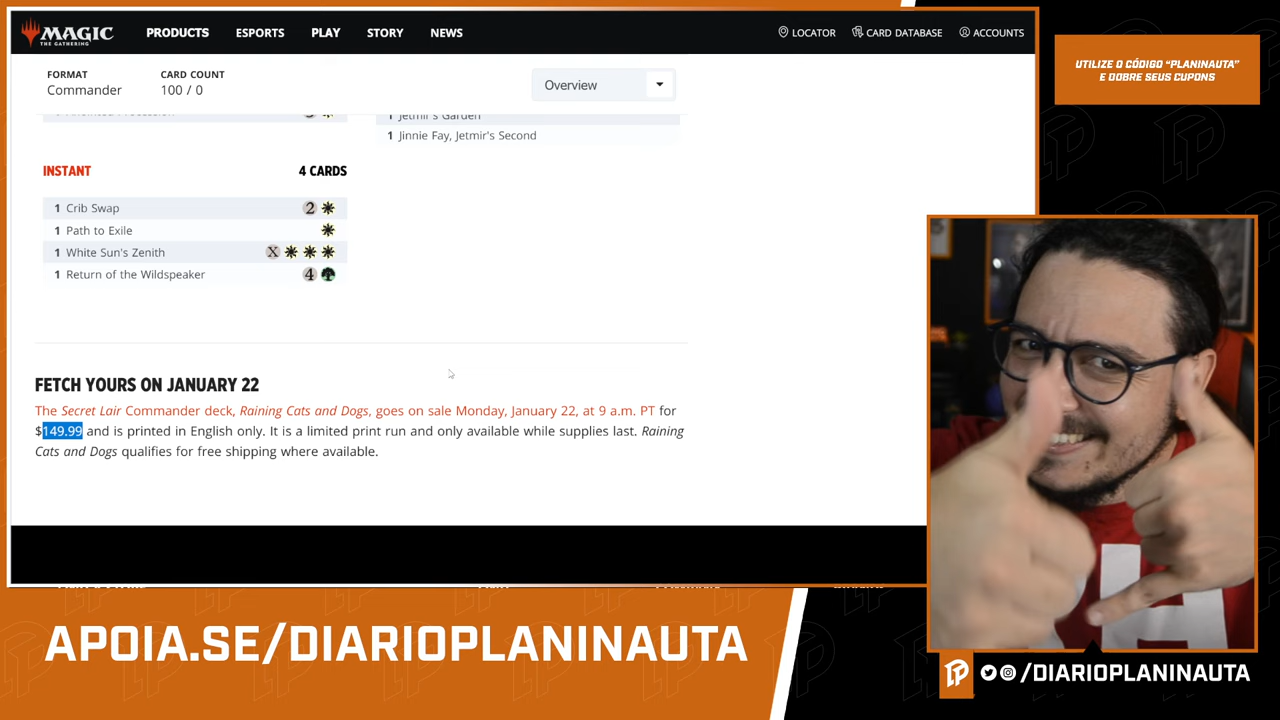 MAGIC
THE GATHERING
PRODUCTS
ESPORTS
PLAY
STORY
NEWS
LOCATOR
CARD DATABASE
ACCOUNTS
FORMAT
Commander
CARD COUNT
100 / 0
Overview
1 Jetmir's Garden
1 Jinnie Fay, Jetmir's Second
INSTANT 4 CARDS
1 Crib Swap 2
1 Path to Exile
1 White Sun's Zenith X
1 Return of the Wildspeaker 4
FETCH YOURS ON JANUARY 22
The Secret Lair Commander deck, Raining Cats and Dogs, goes on sale Monday, January 22, at 9 a.m. PT for
$149.99 and is printed in English only. It is a limited print run and only available while supplies last. Raining
Cats and Dogs qualifies for free shipping where available.
UTILIZE O CÓDIGO "PLANINAUTA"
E DOBRE SEUS CUPONS
APOIA.SE/DIARIOPLANINAUTA
/DIARIOPLANINAUTA